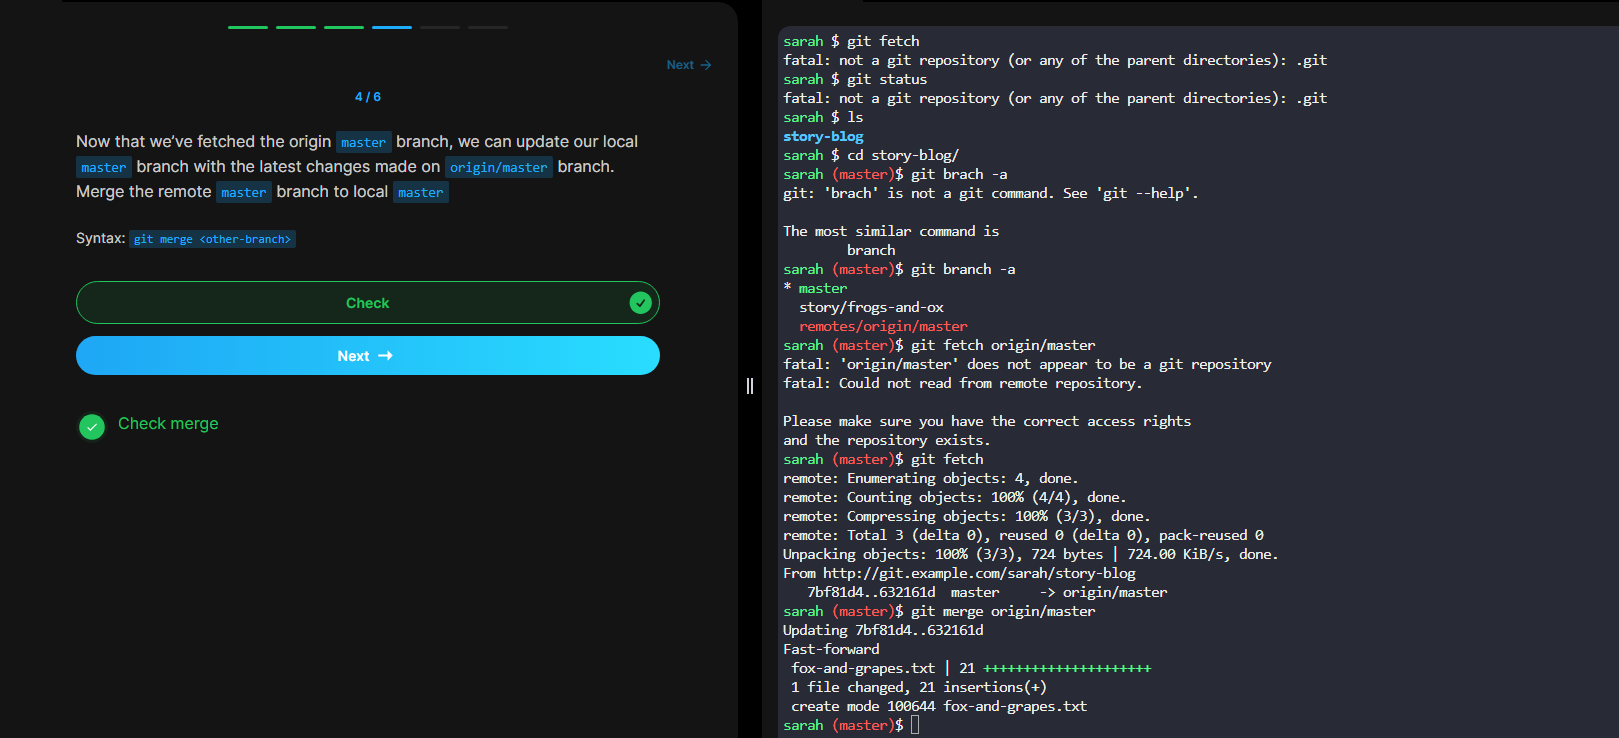 Next →
4 / 6
Now that we've fetched the origin master branch, we can update our local
master branch with the latest changes made on origin/master branch.
Merge the remote master branch to local master
Syntax: git merge <other-branch>
Check
Next →
Check merge
sarah $ git fetch
fatal: not a git repository (or any of the parent directories): .git
sarah $ git status
fatal: not a git repository (or any of the parent directories): .git
sarah $ ls
story-blog
sarah $ cd story-blog/
sarah (master)$ git brach -a
git: 'brach' is not a git command. See 'git --help'.
The most similar command is
branch
sarah (master)$ git branch -a
* master
story/frogs-and-ox
remotes/origin/master
sarah (master)$ git fetch origin/master
fatal: 'origin/master' does not appear to be a git repository
fatal: Could not read from remote repository.
Please make sure you have the correct access rights
and the repository exists.
sarah (master)$ git fetch
remote: Enumerating objects: 4, done.
remote: Counting objects: 100% (4/4), done.
remote: Compressing objects: 100% (3/3), done.
remote: Total 3 (delta 0), reused 0 (delta 0), pack-reused 0
Unpacking objects: 100% (3/3), 724 bytes | 724.00 KiB/s, done.
From http://git.example.com/sarah/story-blog
7bf81d4..632161d  master     -> origin/master
sarah (master)$ git merge origin/master
Updating 7bf81d4..632161d
Fast-forward
fox-and-grapes.txt | 21 +++++++++++++++++++++
1 file changed, 21 insertions(+)
create mode 100644 fox-and-grapes.txt
sarah (master)$